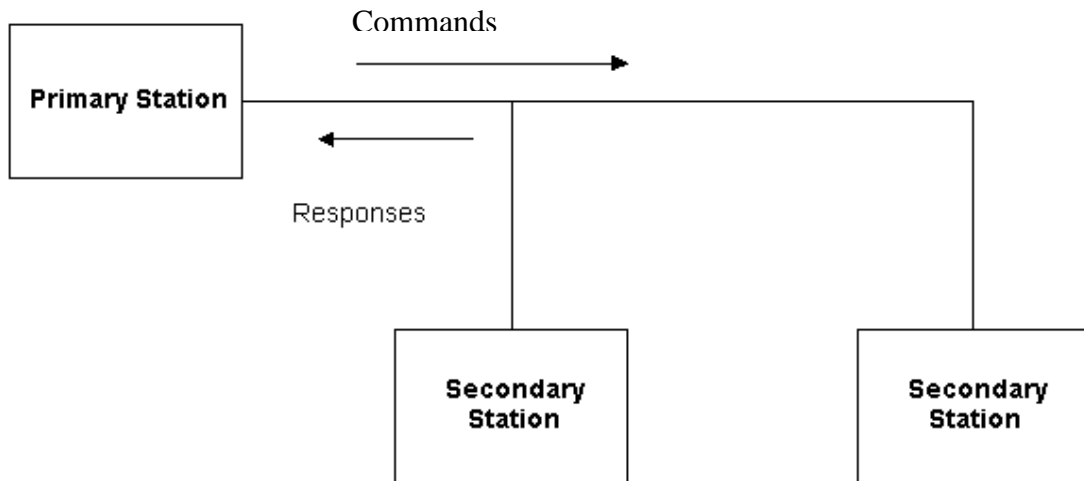 Commands
Primary Station
Responses
Secondary
Station
Secondary
Station